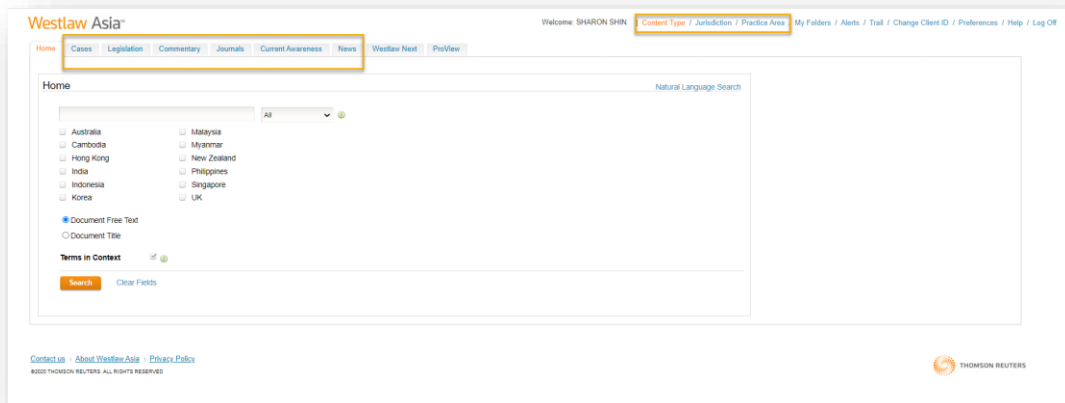 Westlaw Asia℠ Welcome: SHARON SHIN / Content Type / Jurisdiction / Practice Area / My Folders / Alerts / Trail / Change Client ID / Preferences / Help / Log Off
Home Cases Legislation Commentary Journals Current Awareness News Westlaw Next ProView
Home Natural Language Search
All
Australia Malaysia
Cambodia Myanmar
Hong Kong New Zealand
India Philippines
Indonesia Singapore
Korea UK
Document Free Text
Document Title
Terms in Context
Search Clear Fields
Contact us | About Westlaw Asia | Privacy Policy
©2020 THOMSON REUTERS. ALL RIGHTS RESERVED
THOMSON REUTERS